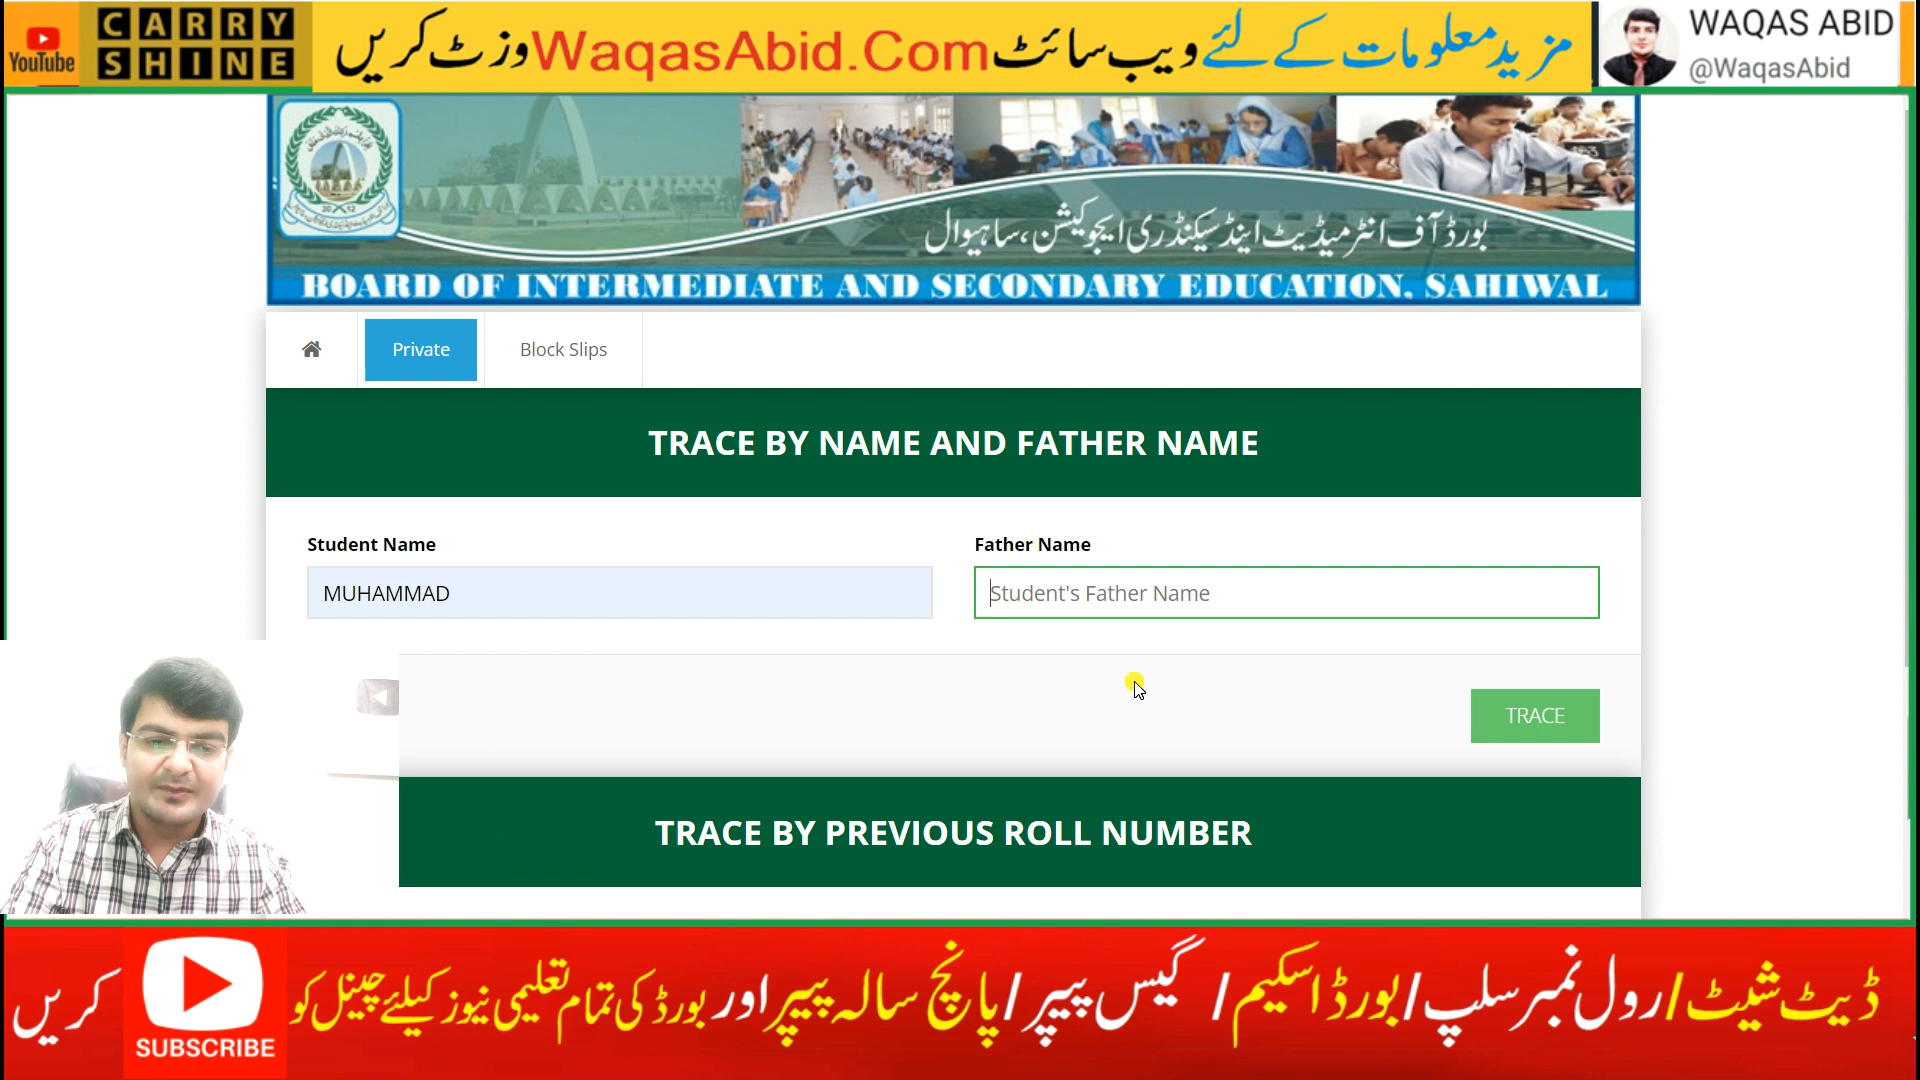 YouTube
CARRY
SHINE
مزید معلومات کے لئے ویب سائٹ WaqasAbid.Com وزٹ کریں
WAQAS ABID
@WaqasAbid
2012
بورڈ آف انٹرمیڈیٹ اینڈ سیکنڈری ایجوکیشن، ساہیوال
BOARD OF INTERMEDIATE AND SECONDARY EDUCATION, SAHIWAL
Private
Block Slips
TRACE BY NAME AND FATHER NAME
Student Name
Father Name
MUHAMMAD
Student's Father Name
TRACE
TRACE BY PREVIOUS ROLL NUMBER
ڈیٹ شیٹ/رول نمبر سلپ/بورڈ اسکیم/ گیس پیپر/پانچ سالہ پیپر اور بورڈ کی تمام تعلیمی نیوز کیلئے چینل کو
SUBSCRIBE
کریں